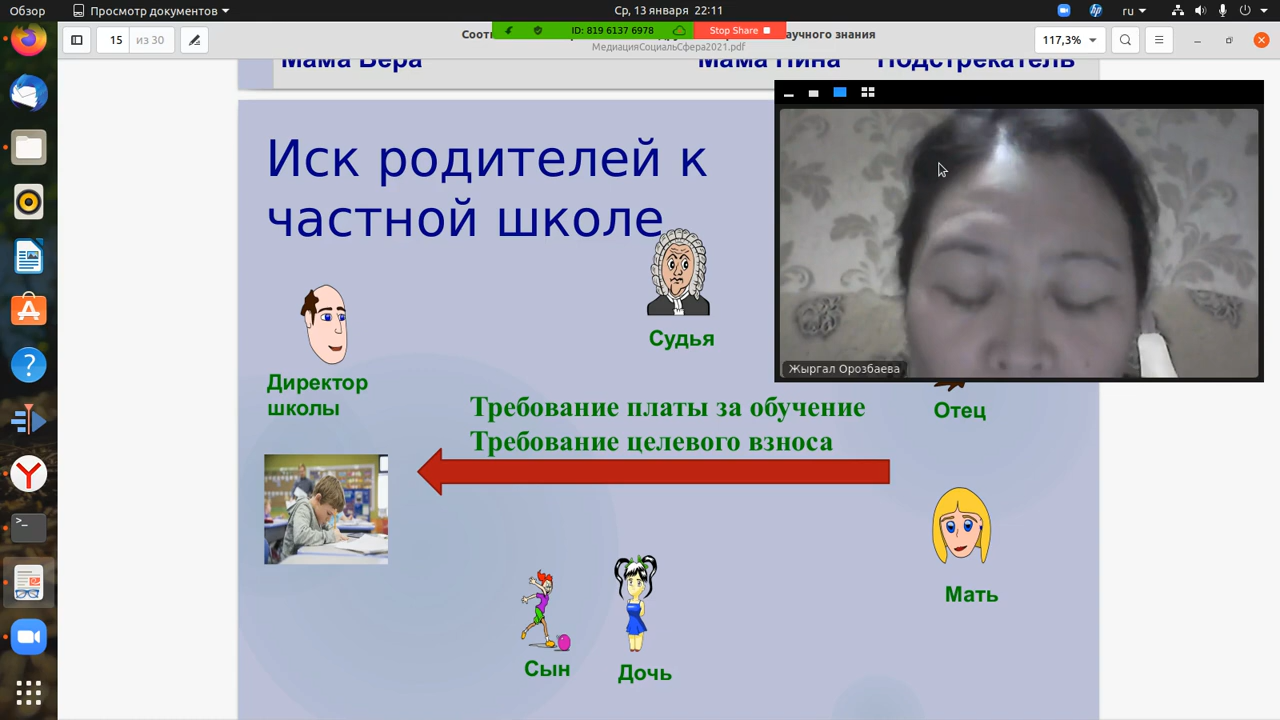 Обзор
Просмотр документов
Ср, 13 января 22:11
ru
15 из 30
ID: 819 6137 6978
Stop Share
научного знания
МедиацияСоциальСфера2021.pdf
117,3%
Мама Вера
Мама Нина
Подстрекатель
Иск родителей к
частной школе
Судья
Директор
школы
Жыргал Орозбаева
Отец
Требование платы за обучение
Требование целевого взноса
Мать
Сын
Дочь